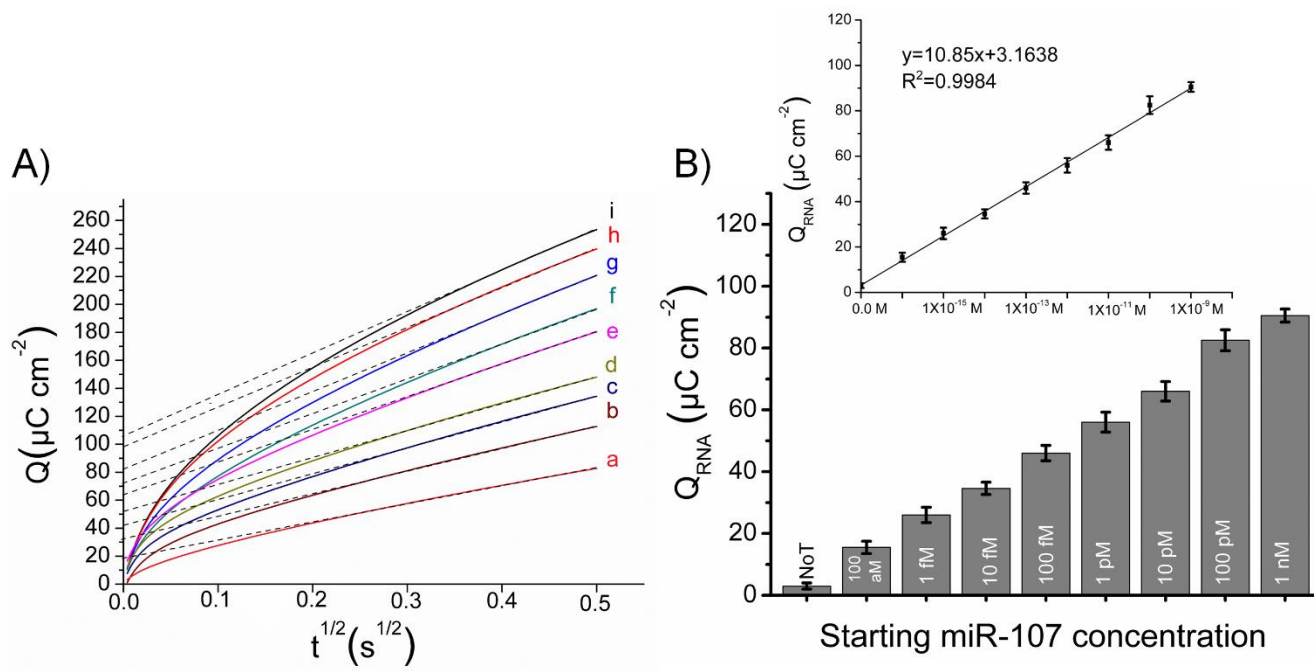 A)
Q(µC cm-2)
260
240
220
200
180
160
140
120
100
80
60
40
20
0
i
h
g
f
e
d
c
b
a
0.0 0.1 0.2 0.3 0.4 0.5
t1/2(s1/2)
B)
y=10.85x+3.1638
R2=0.9984
QRNA (µC cm-2)
120
100
80
60
40
20
0
0.0 M 1X10-15 M 1X10-13 M 1X10-11 M 1X10-9 M
QRNA (µC cm-2)
120
100
80
60
40
20
0
NoT
100 aM
1 fM
10 fM
100 fM
1 pM
10 pM
100 pM
1 nM
Starting miR-107 concentration